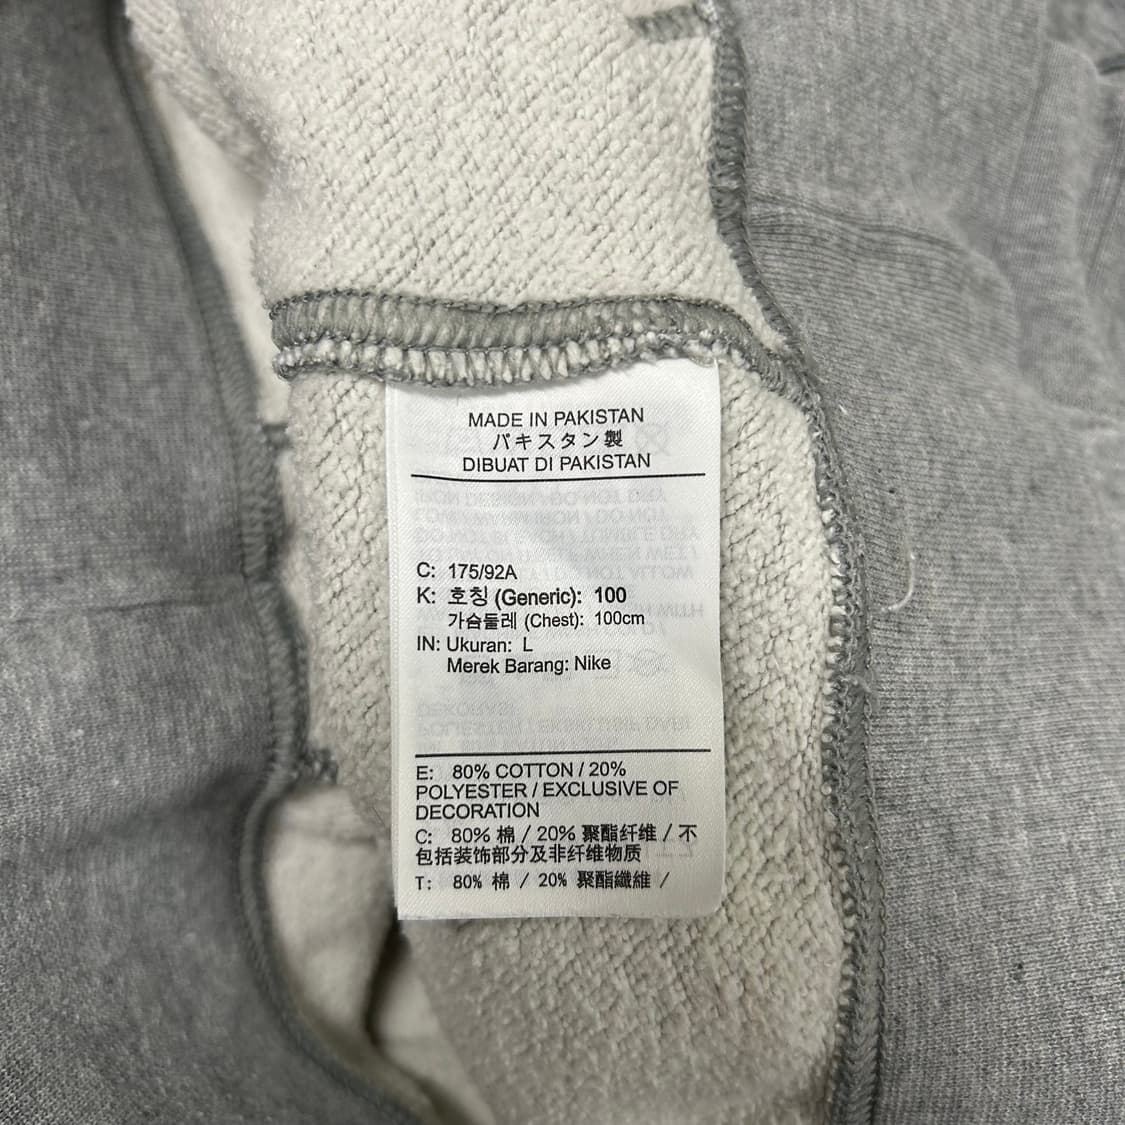 MADE IN PAKISTAN
パキスタン製
DIBUAT DI PAKISTAN
C: 175/92A
K: 호칭 (Generic): 100
가슴둘레 (Chest): 100cm
IN: Ukuran: L
Merek Barang: Nike
E: 80% COTTON / 20%
POLYESTER / EXCLUSIVE OF
DECORATION
C: 80% 棉 / 20% 聚酯纤维 / 不
包括装饰部分及非纤维物质
T: 80% 棉 / 20% 聚酯纖維 /